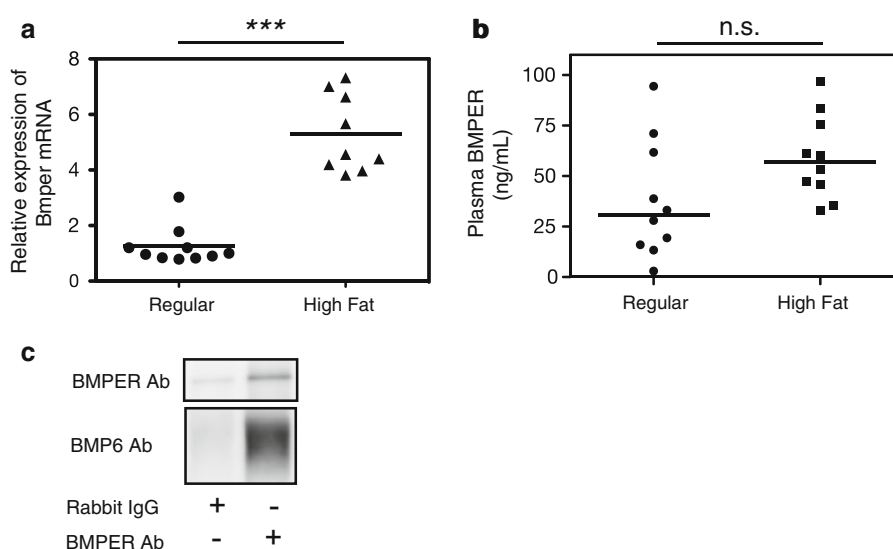 a
***
Relative expression of
Bmper mRNA
8
6
4
2
0
Regular
High Fat
b
n.s.
Plasma BMPER
(ng/mL)
100
75
50
25
0
Regular
High Fat
c
BMPER Ab
BMP6 Ab
Rabbit IgG + -
BMPER Ab - +